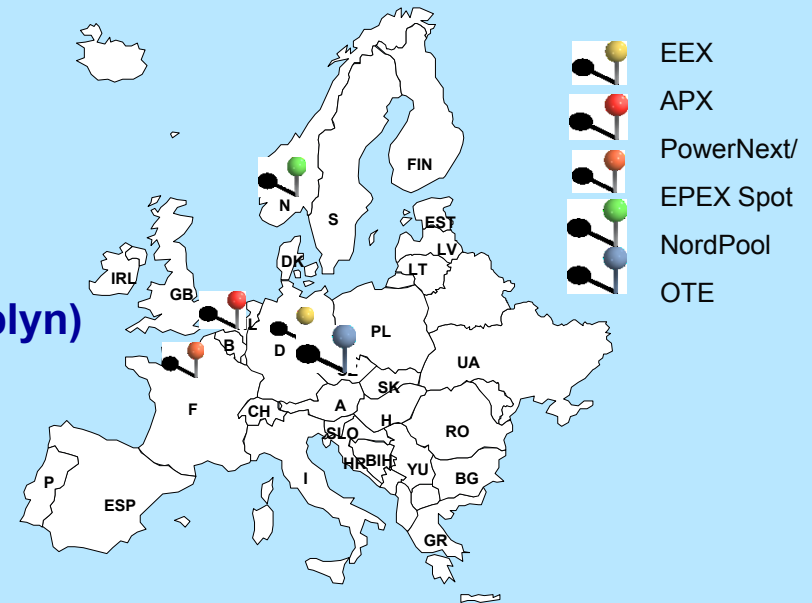 EEX
APX
PowerNext/
EPEX Spot
NordPool
OTE
FIN
N
S
EST
LV
DK
LT
IRL
GB
plyn)
B
D
PL
UA
SK
F
CH
A
H
SLO
RO
HR
BIH
YU
P
I
BG
ESP
GR